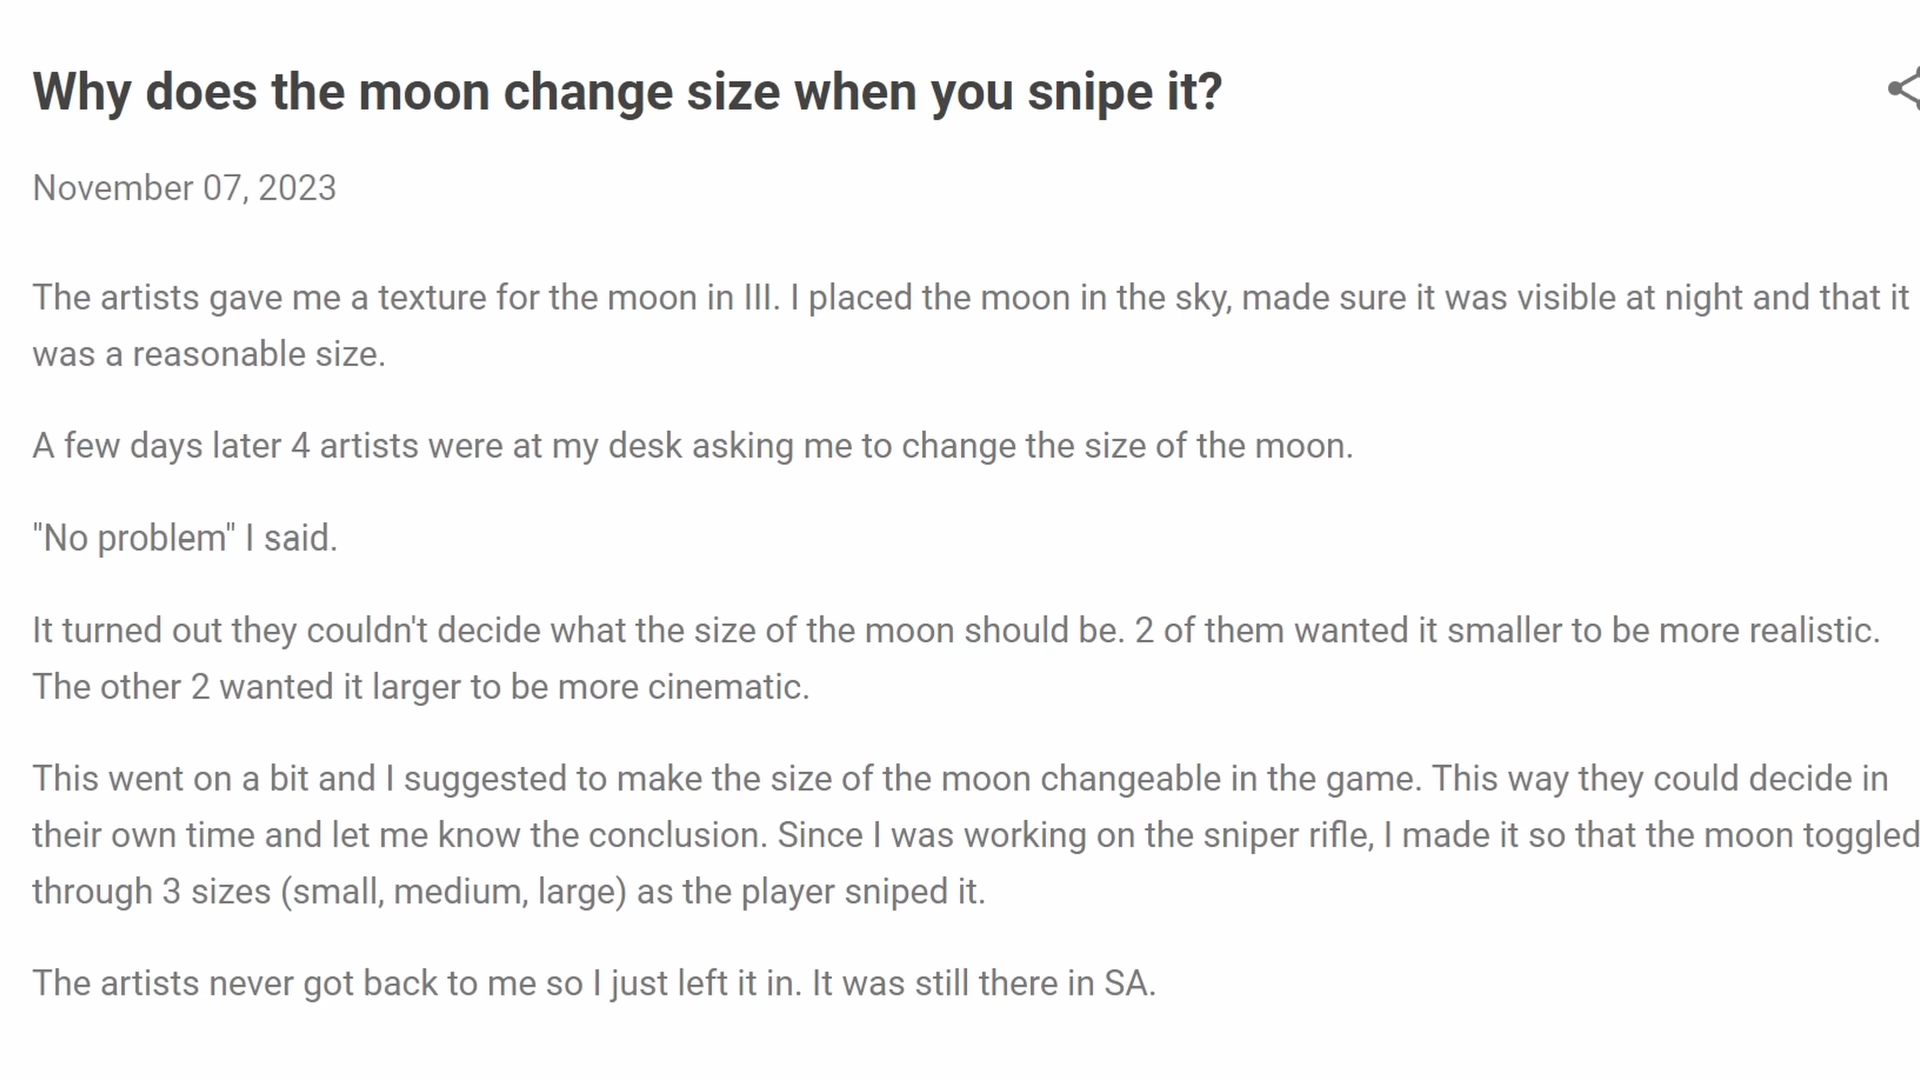 Why does the moon change size when you snipe it?
November 07, 2023
The artists gave me a texture for the moon in III. I placed the moon in the sky, made sure it was visible at night and that it
was a reasonable size.
A few days later 4 artists were at my desk asking me to change the size of the moon.
"No problem" I said.
It turned out they couldn't decide what the size of the moon should be. 2 of them wanted it smaller to be more realistic.
The other 2 wanted it larger to be more cinematic.
This went on a bit and I suggested to make the size of the moon changeable in the game. This way they could decide in
their own time and let me know the conclusion. Since I was working on the sniper rifle, I made it so that the moon toggled
through 3 sizes (small, medium, large) as the player sniped it.
The artists never got back to me so I just left it in. It was still there in SA.